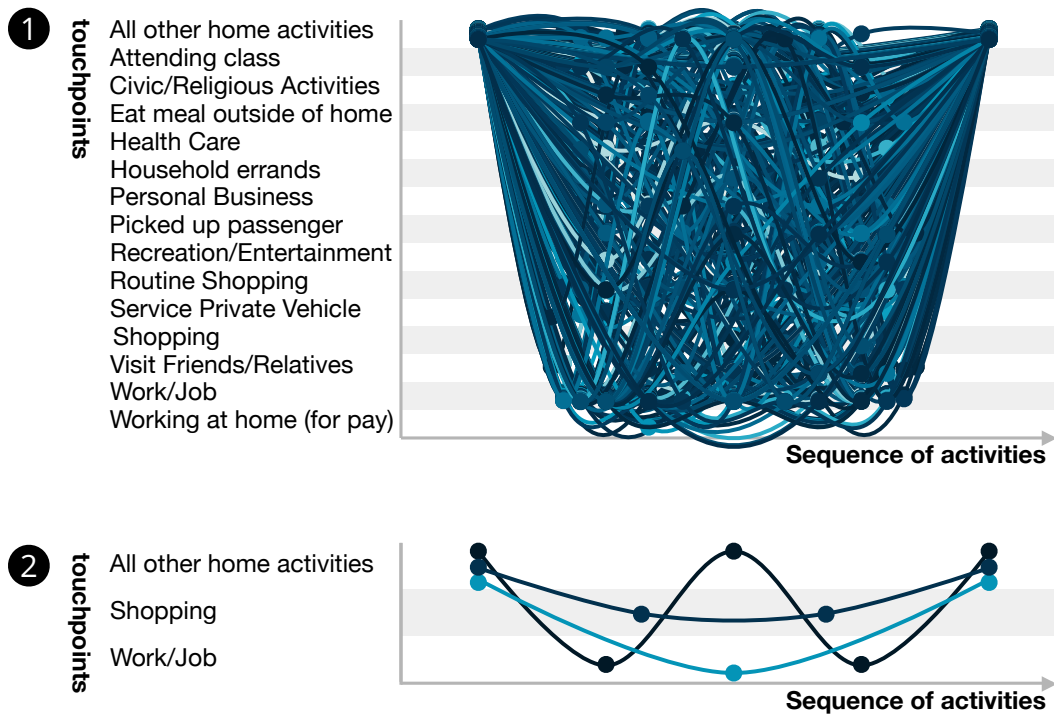 1
touchpoints
All other home activities
Attending class
Civic/Religious Activities
Eat meal outside of home
Health Care
Household errands
Personal Business
Picked up passenger
Recreation/Entertainment
Routine Shopping
Service Private Vehicle
Shopping
Visit Friends/Relatives
Work/Job
Working at home (for pay)
Sequence of activities
2
touchpoints
All other home activities
Shopping
Work/Job
Sequence of activities